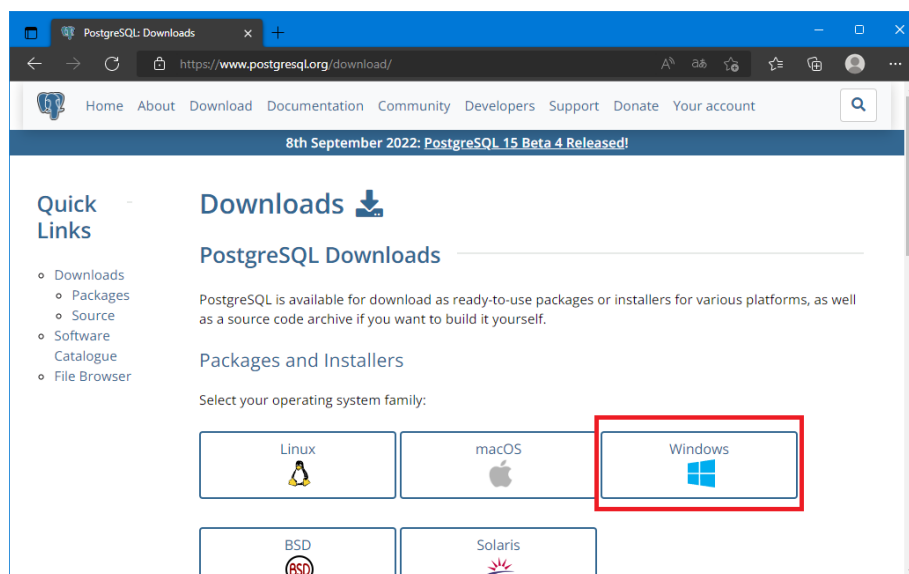 PostgreSQL: Downloads
https://www.postgresql.org/download/
Home About Download Documentation Community Developers Support Donate Your account
8th September 2022: PostgreSQL 15 Beta 4 Released!
Quick
Links
Downloads
Packages
Source
Software
Catalogue
File Browser
Downloads
PostgreSQL Downloads
PostgreSQL is available for download as ready-to-use packages or installers for various platforms, as well
as a source code archive if you want to build it yourself.
Packages and Installers
Select your operating system family:
Linux
macOS
Windows
BSD
Solaris
BSD